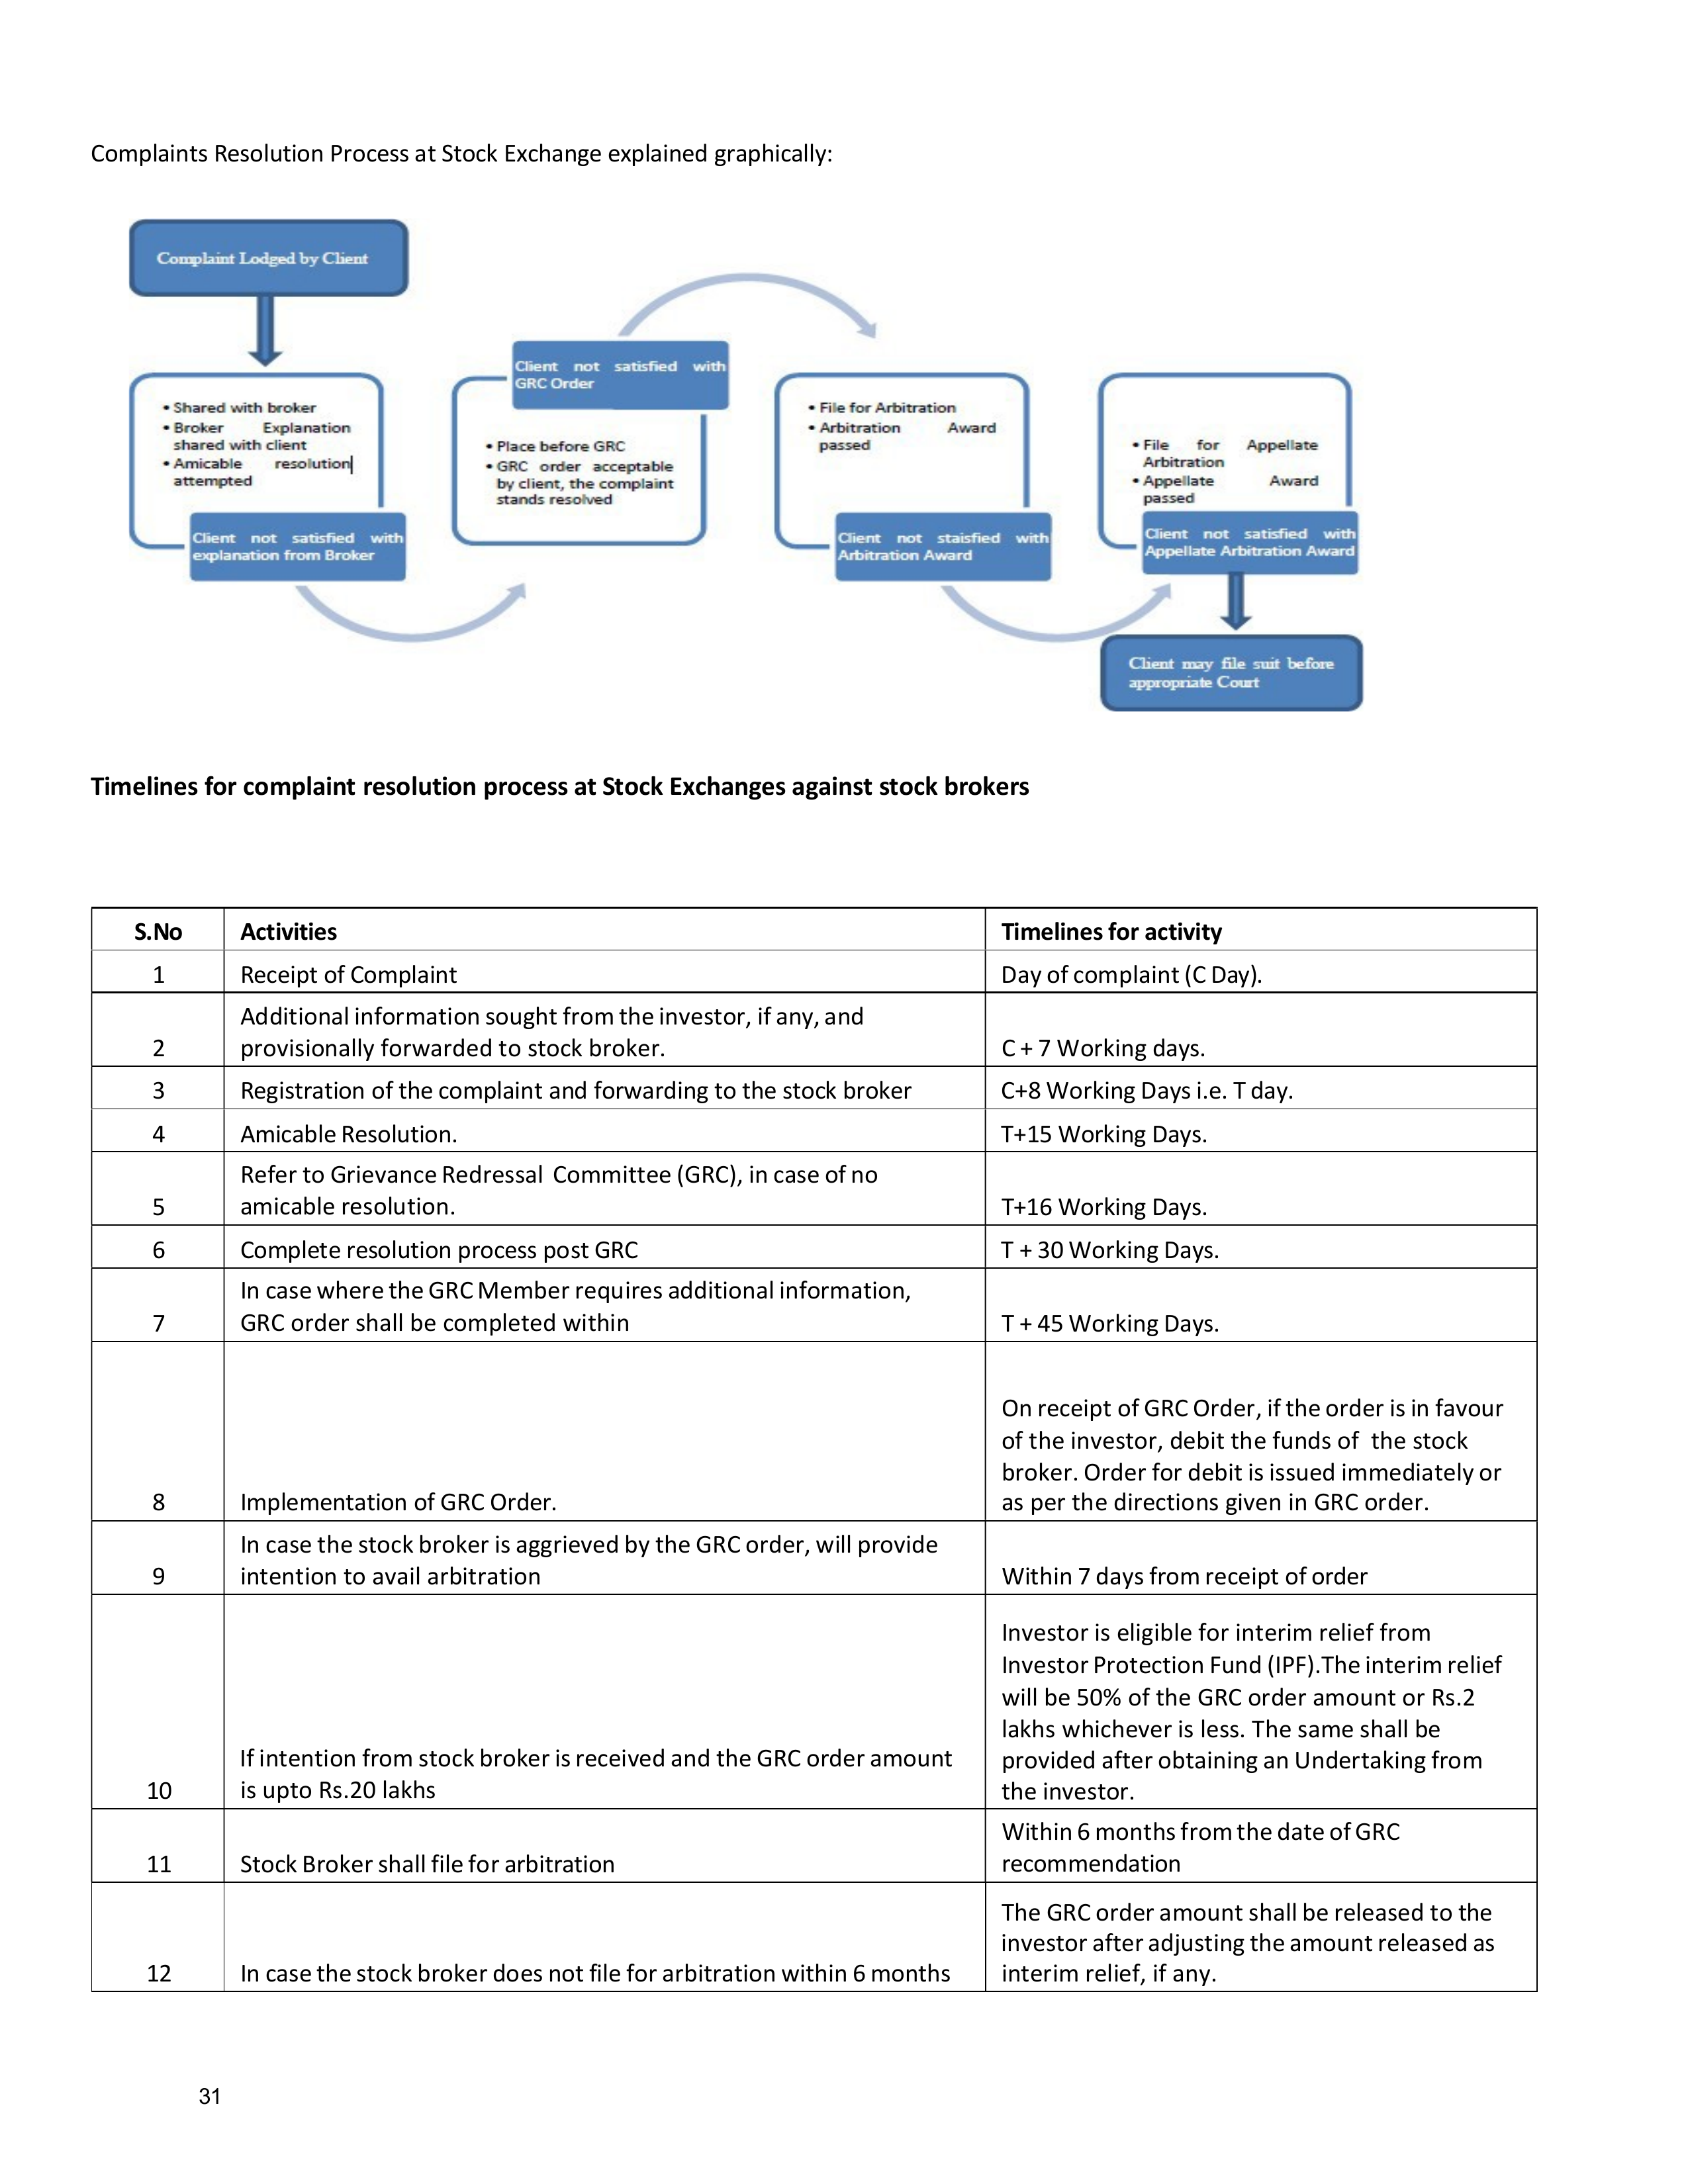 Complaints Resolution Process at Stock Exchange explained graphically:
Complaint Lodged by Client
• Shared with broker
• Broker Explanation
shared with client
• Amicable resolution
attempted
Client not satisfied with
explanation from Broker
Client not satisfied with
GRC Order
• Place before GRC
• GRC order acceptable
by client, the complaint
stands resolved
• File for Arbitration
• Arbitration Award
passed
Client not staisfied with
Arbitration Award
• File for Appellate
Arbitration
• Appellate Award
passed
Client not satisfied with
Appellate Arbitration Award
Client may file suit before
appropriate Court
Timelines for complaint resolution process at Stock Exchanges against stock brokers
S.No Activities Timelines for activity
1 Receipt of Complaint Day of complaint (C Day).
Additional information sought from the investor, if any, and
2 provisionally forwarded to stock broker. C + 7 Working days.
3 Registration of the complaint and forwarding to the stock broker C+8 Working Days i.e. T day.
4 Amicable Resolution. T+15 Working Days.
Refer to Grievance Redressal Committee (GRC), in case of no
5 amicable resolution. T+16 Working Days.
6 Complete resolution process post GRC T + 30 Working Days.
In case where the GRC Member requires additional information,
7 GRC order shall be completed within T + 45 Working Days.
On receipt of GRC Order, if the order is in favour
of the investor, debit the funds of the stock
broker. Order for debit is issued immediately or
8 Implementation of GRC Order. as per the directions given in GRC order.
In case the stock broker is aggrieved by the GRC order, will provide
9 intention to avail arbitration Within 7 days from receipt of order
Investor is eligible for interim relief from
Investor Protection Fund (IPF).The interim relief
will be 50% of the GRC order amount or Rs.2
lakhs whichever is less. The same shall be
If intention from stock broker is received and the GRC order amount provided after obtaining an Undertaking from
10 is upto Rs.20 lakhs the investor.
Within 6 months from the date of GRC
11 Stock Broker shall file for arbitration recommendation
The GRC order amount shall be released to the
investor after adjusting the amount released as
12 In case the stock broker does not file for arbitration within 6 months interim relief, if any.
31